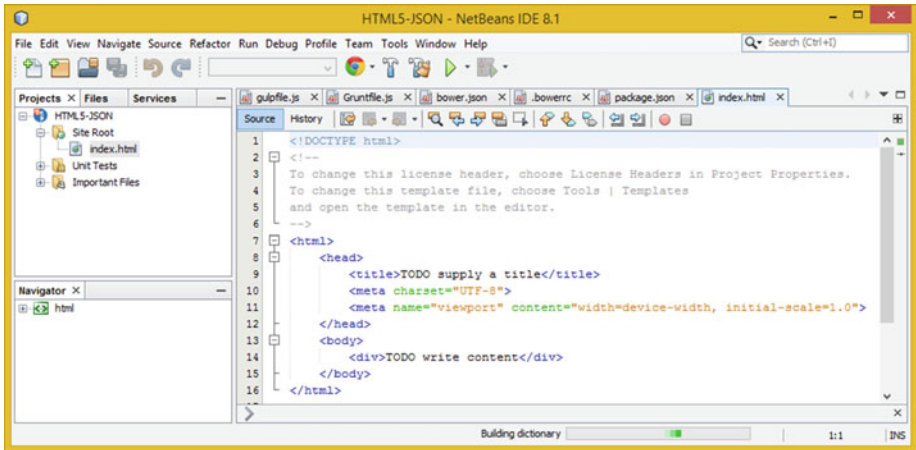 HTML5-JSON - NetBeans IDE 8.1
File Edit View Navigate Source Refactor Run Debug Profile Team Tools Window Help
Search (Ctrl+I)
Projects Files Services
gulpfile.js Gruntfile.js bower.json .bowerrc package.json index.html
HTML5-JSON
Site Root
index.html
Unit Tests
Important Files
Navigator
html
Source History
1 <!DOCTYPE html>
2 <!--
3 To change this license header, choose License Headers in Project Properties.
4 To change this template file, choose Tools | Templates
5 and open the template in the editor.
6 -->
7 <html>
8 <head>
9 <title>TODO supply a title</title>
10 <meta charset="UTF-8">
11 <meta name="viewport" content="width=device-width, initial-scale=1.0">
12 </head>
13 <body>
14 <div>TODO write content</div>
15 </body>
16 </html>
Building dictionary
1:1
INS